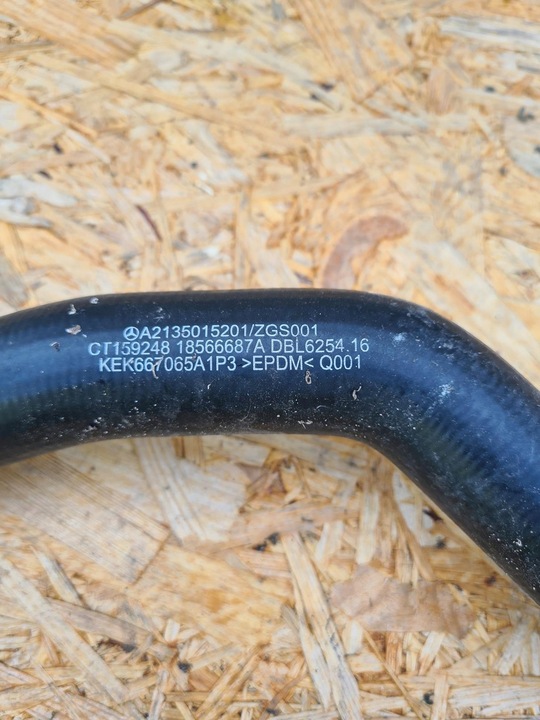 A2135015201/ZGS001
CT159248 18566687A DBL6254.16
KEK667065A1P3 >EPDM< Q001